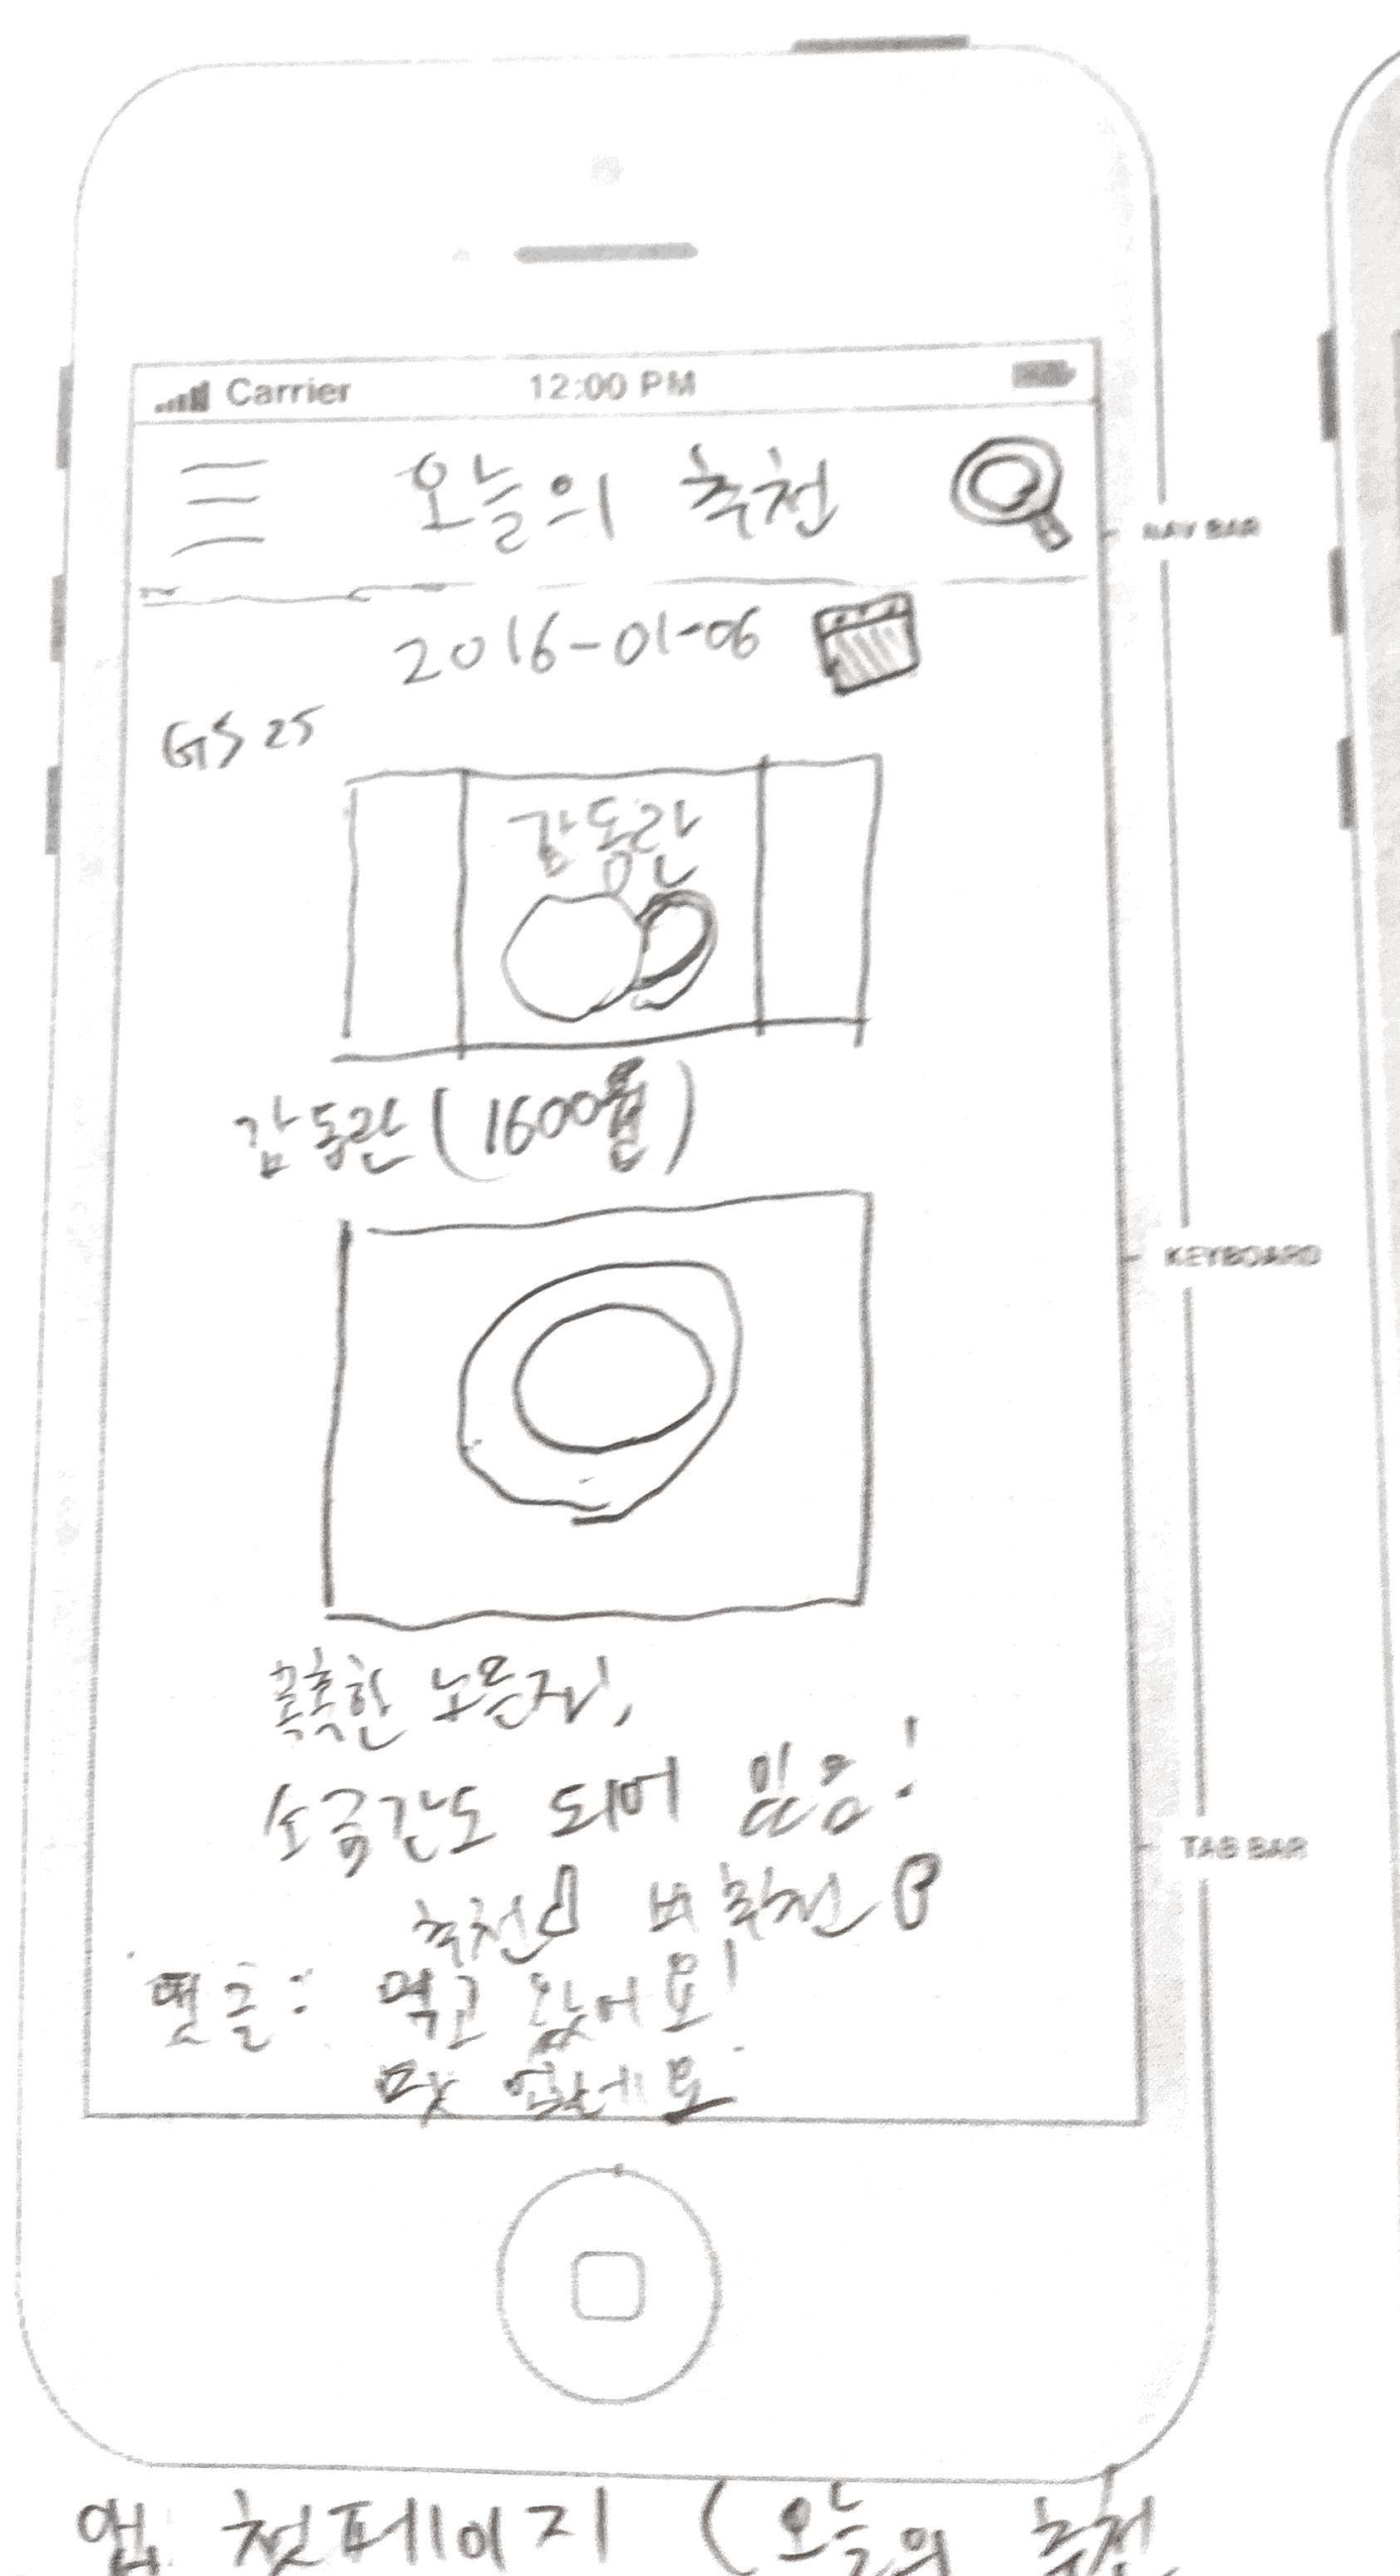 Carrier 12:00 PM
오늘의 추천
NAV BAR
2016-01-06
GS25
감동란
감동란(1600원)
KEYBOARD
촉촉한 노른자,
소금간도 되어 있음!
TAB BAR
추천 비추천
댓글: 먹고 왔어요!
맛 없네요
앱 첫페이지 (오늘의 추천